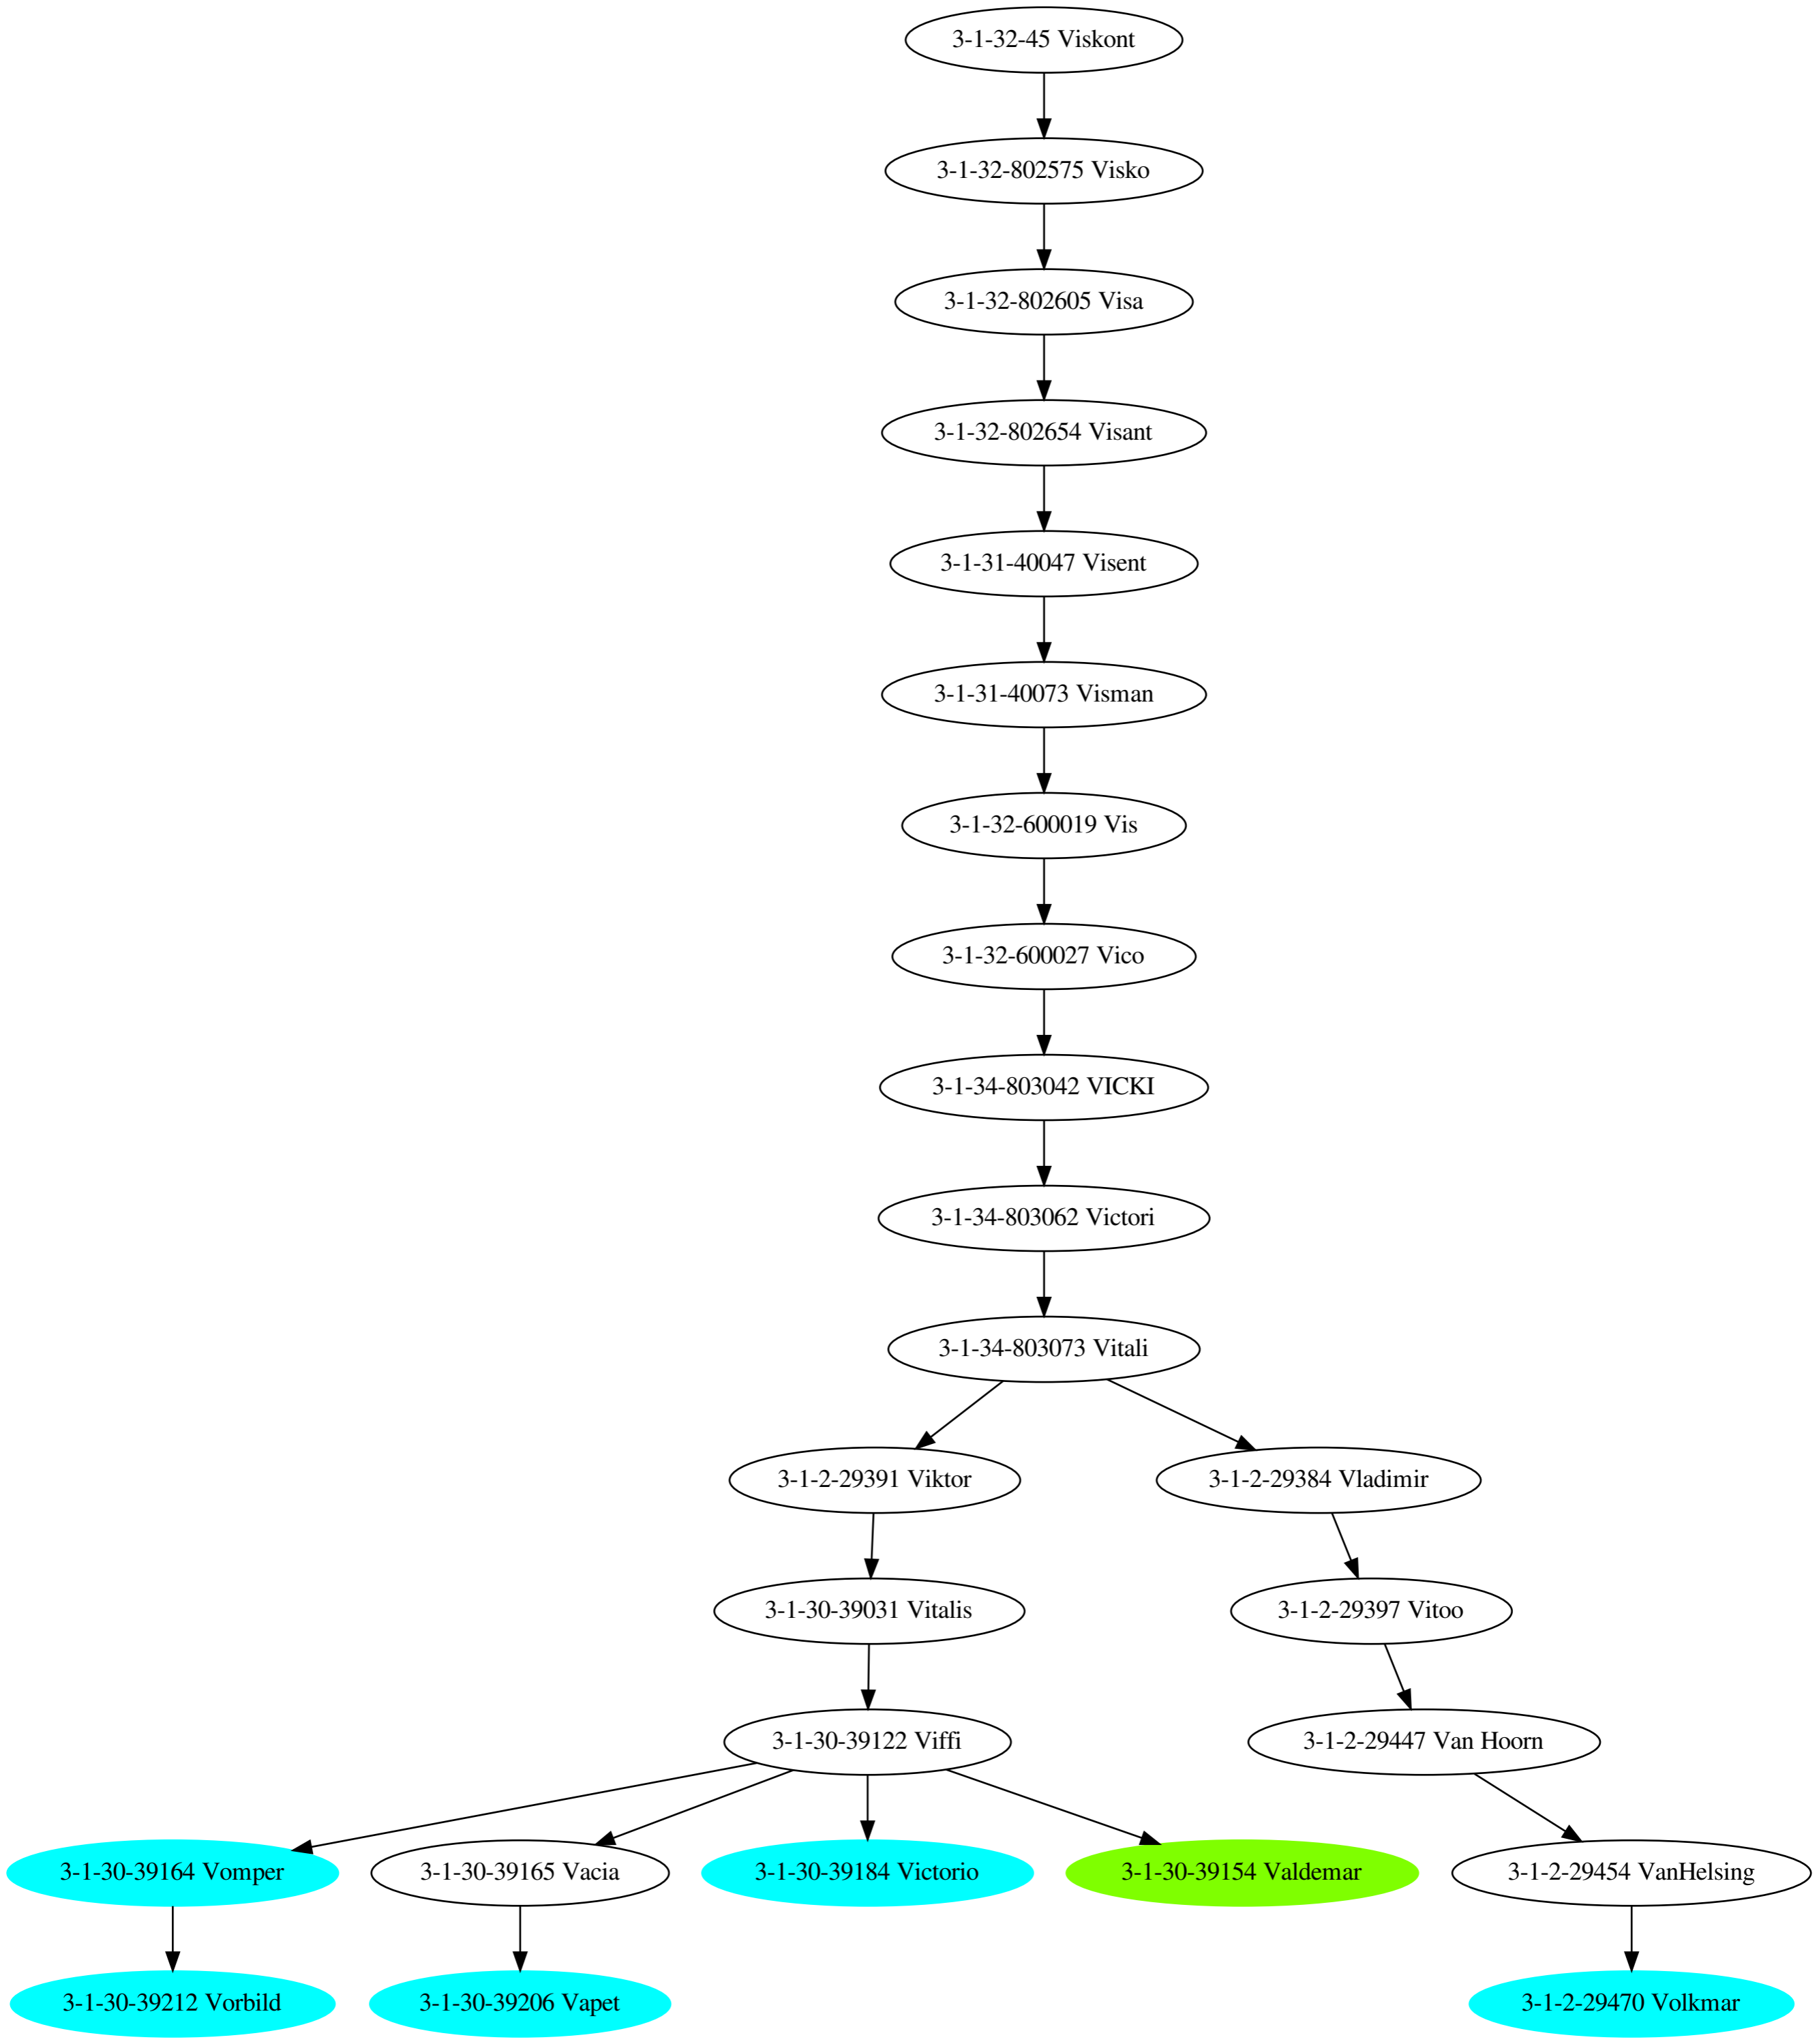 3-1-32-45 Viskont
3-1-32-802575 Visko
3-1-32-802605 Visa
3-1-32-802654 Visant
3-1-31-40047 Visent
3-1-31-40073 Visman
3-1-32-600019 Vis
3-1-32-600027 Vico
3-1-34-803042 VICKI
3-1-34-803062 Victori
3-1-34-803073 Vitali
3-1-2-29391 Viktor
3-1-2-29384 Vladimir
3-1-30-39031 Vitalis
3-1-2-29397 Vitoo
3-1-30-39122 Viffi
3-1-2-29447 Van Hoorn
3-1-30-39164 Vomper
3-1-30-39165 Vacia
3-1-30-39184 Victorio
3-1-30-39154 Valdemar
3-1-2-29454 VanHelsing
3-1-30-39212 Vorbild
3-1-30-39206 Vapet
3-1-2-29470 Volkmar